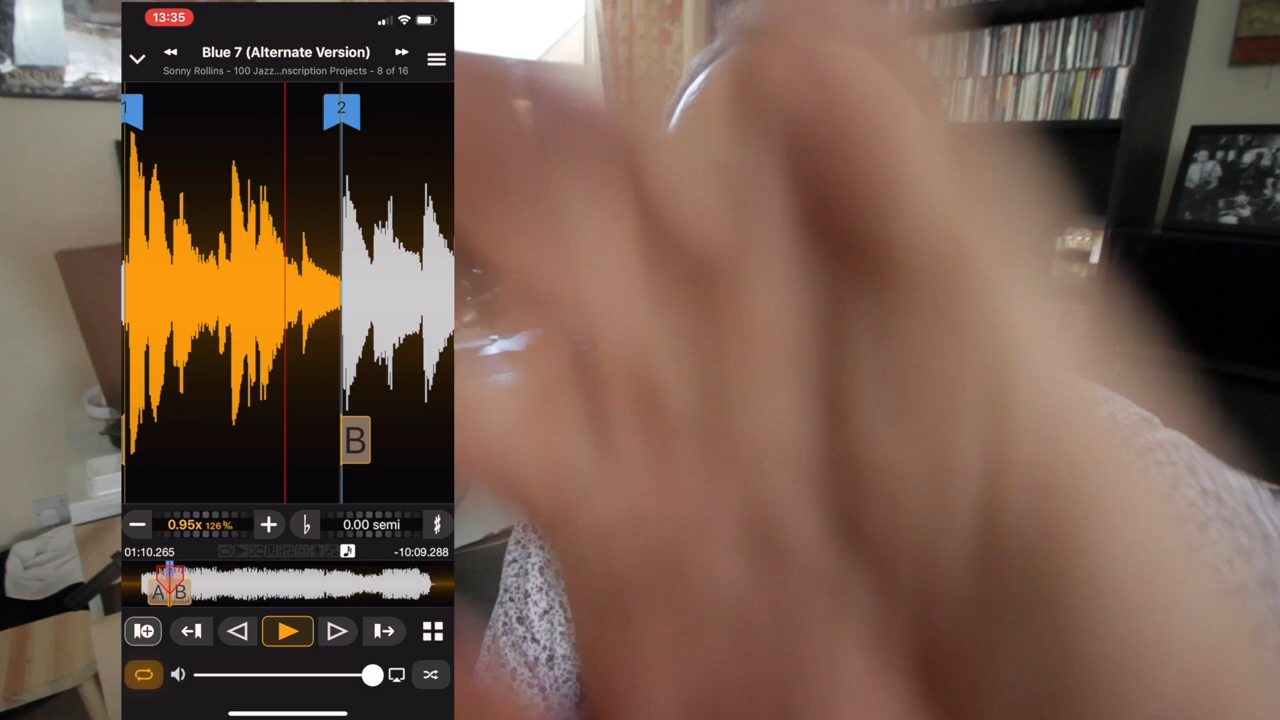 13:35
Blue 7 (Alternate Version)
Sonny Rollins - 100 Jazz...nscription Projects - 8 of 16
1
2
B
0.95x 126‰
0.00 semi
01:10.265
-10:09.288
A B